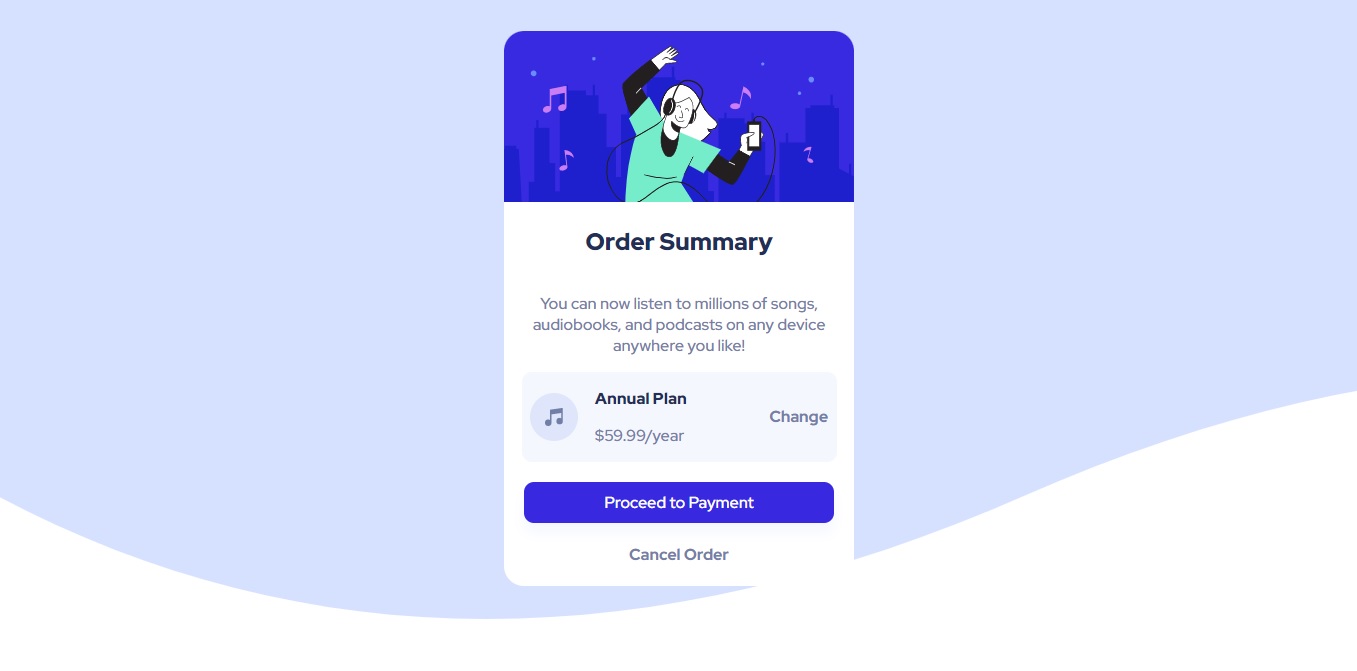 Order Summary
You can now listen to millions of songs,
audiobooks, and podcasts on any device
anywhere you like!
Annual Plan
$59.99/year
Change
Proceed to Payment
Cancel Order